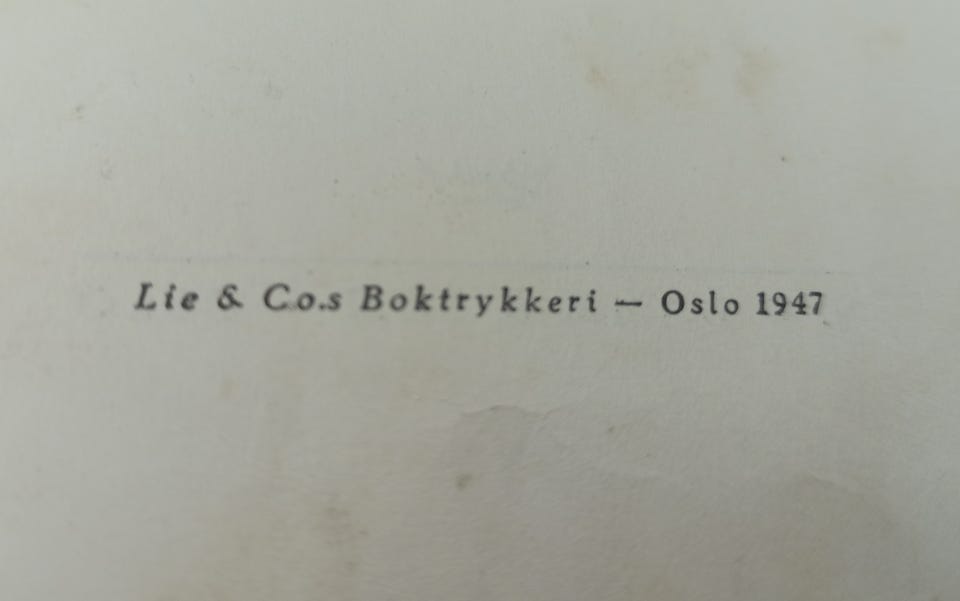 Lie & Co.s Boktrykkeri — Oslo 1947